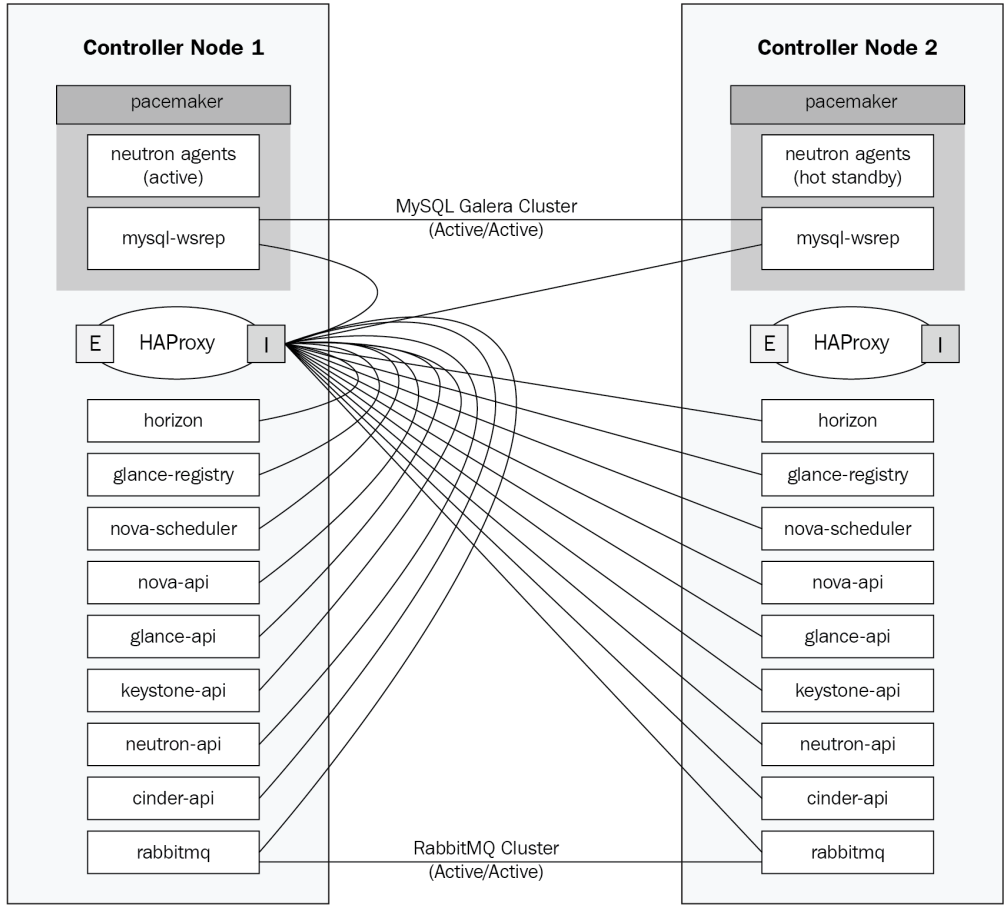 Controller Node 1
pacemaker
neutron agents
(active)
mysql-wsrep
E
HAProxy
I
horizon
glance-registry
nova-scheduler
nova-api
glance-api
keystone-api
neutron-api
cinder-api
rabbitmq
MySQL Galera Cluster
(Active/Active)
RabbitMQ Cluster
(Active/Active)
Controller Node 2
pacemaker
neutron agents
(hot standby)
mysql-wsrep
E
HAProxy
I
horizon
glance-registry
nova-scheduler
nova-api
glance-api
keystone-api
neutron-api
cinder-api
rabbitmq